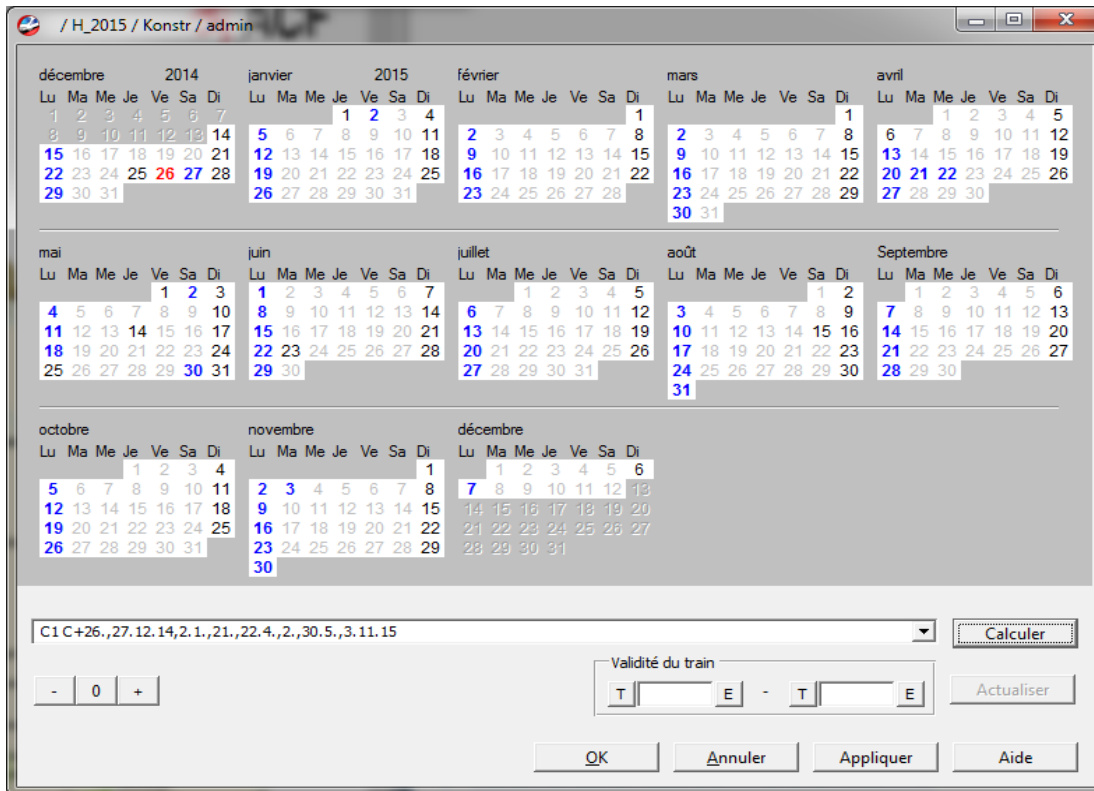 / H_2015 / Konstr / admin
décembre 2014 janvier 2015 février mars avril
Lu Ma Me Je Ve Sa Di Lu Ma Me Je Ve Sa Di Lu Ma Me Je Ve Sa Di Lu Ma Me Je Ve Sa Di Lu Ma Me Je Ve Sa Di
1 2 3 4 5 6 7 1 2 3 4 1 1 1 2 3 4 5
8 9 10 11 12 13 14 5 6 7 8 9 10 11 2 3 4 5 6 7 8 2 3 4 5 6 7 8 6 7 8 9 10 11 12
15 16 17 18 19 20 21 12 13 14 15 16 17 18 9 10 11 12 13 14 15 9 10 11 12 13 14 15 13 14 15 16 17 18 19
22 23 24 25 26 27 28 19 20 21 22 23 24 25 16 17 18 19 20 21 22 16 17 18 19 20 21 22 20 21 22 23 24 25 26
29 30 31 26 27 28 29 30 31 23 24 25 26 27 28 23 24 25 26 27 28 29 27 28 29 30
30 31
mai juin juillet août Septembre
Lu Ma Me Je Ve Sa Di Lu Ma Me Je Ve Sa Di Lu Ma Me Je Ve Sa Di Lu Ma Me Je Ve Sa Di Lu Ma Me Je Ve Sa Di
1 2 3 1 2 3 4 5 6 7 1 2 3 4 5 1 2 1 2 3 4 5 6
4 5 6 7 8 9 10 8 9 10 11 12 13 14 6 7 8 9 10 11 12 3 4 5 6 7 8 9 7 8 9 10 11 12 13
11 12 13 14 15 16 17 15 16 17 18 19 20 21 13 14 15 16 17 18 19 10 11 12 13 14 15 16 14 15 16 17 18 19 20
18 19 20 21 22 23 24 22 23 24 25 26 27 28 20 21 22 23 24 25 26 17 18 19 20 21 22 23 21 22 23 24 25 26 27
25 26 27 28 29 30 31 29 30 27 28 29 30 31 24 25 26 27 28 29 30 28 29 30
31
octobre novembre décembre
Lu Ma Me Je Ve Sa Di Lu Ma Me Je Ve Sa Di Lu Ma Me Je Ve Sa Di
1 2 3 4 1 1 2 3 4 5 6
5 6 7 8 9 10 11 2 3 4 5 6 7 8 7 8 9 10 11 12 13
12 13 14 15 16 17 18 9 10 11 12 13 14 15 14 15 16 17 18 19 20
19 20 21 22 23 24 25 16 17 18 19 20 21 22 21 22 23 24 25 26 27
26 27 28 29 30 31 23 24 25 26 27 28 29 28 29 30 31
30
C1 C+26.,27.12.14,2.1.,21.,22.4.,2.,30.5.,3.11.15 Calculer
Validité du train
- 0 + T E - T E Actualiser
OK Annuler Appliquer Aide